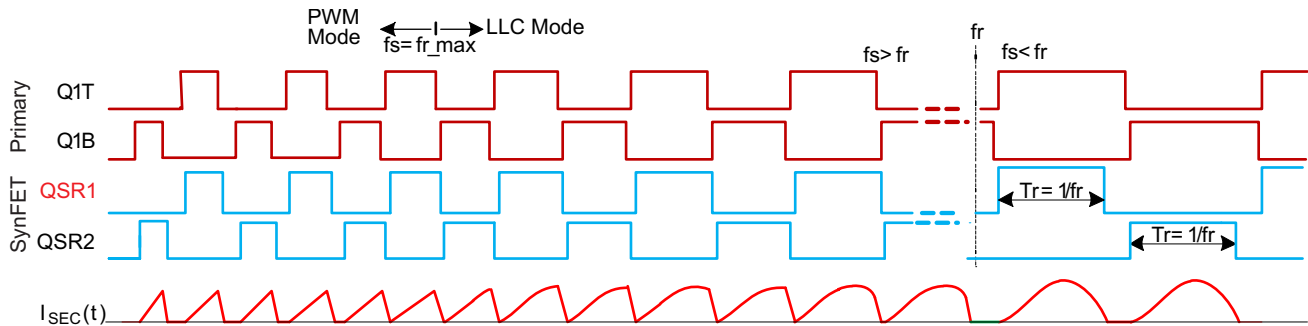 PWM Mode
LLC Mode
fs= fr_max
fr
fs> fr
fs< fr
Primary
Q1T
Q1B
SynFET
QSR1
Tr= 1/fr
QSR2
Tr= 1/fr
ISEC(t)